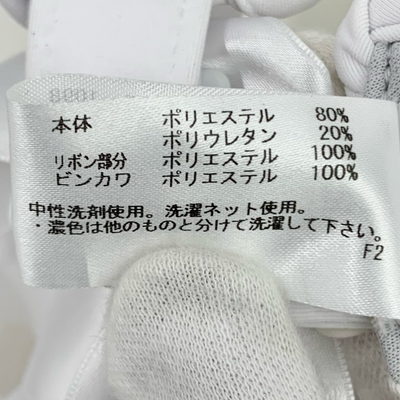 本体 ポリエステル 80%
ポリウレタン 20%
リボン部分 ポリエステル 100%
ビンカワ ポリエステル 100%
中性洗剤使用。洗濯ネット使用。
・濃色は他のものと分けて洗濯して下さい。
F2